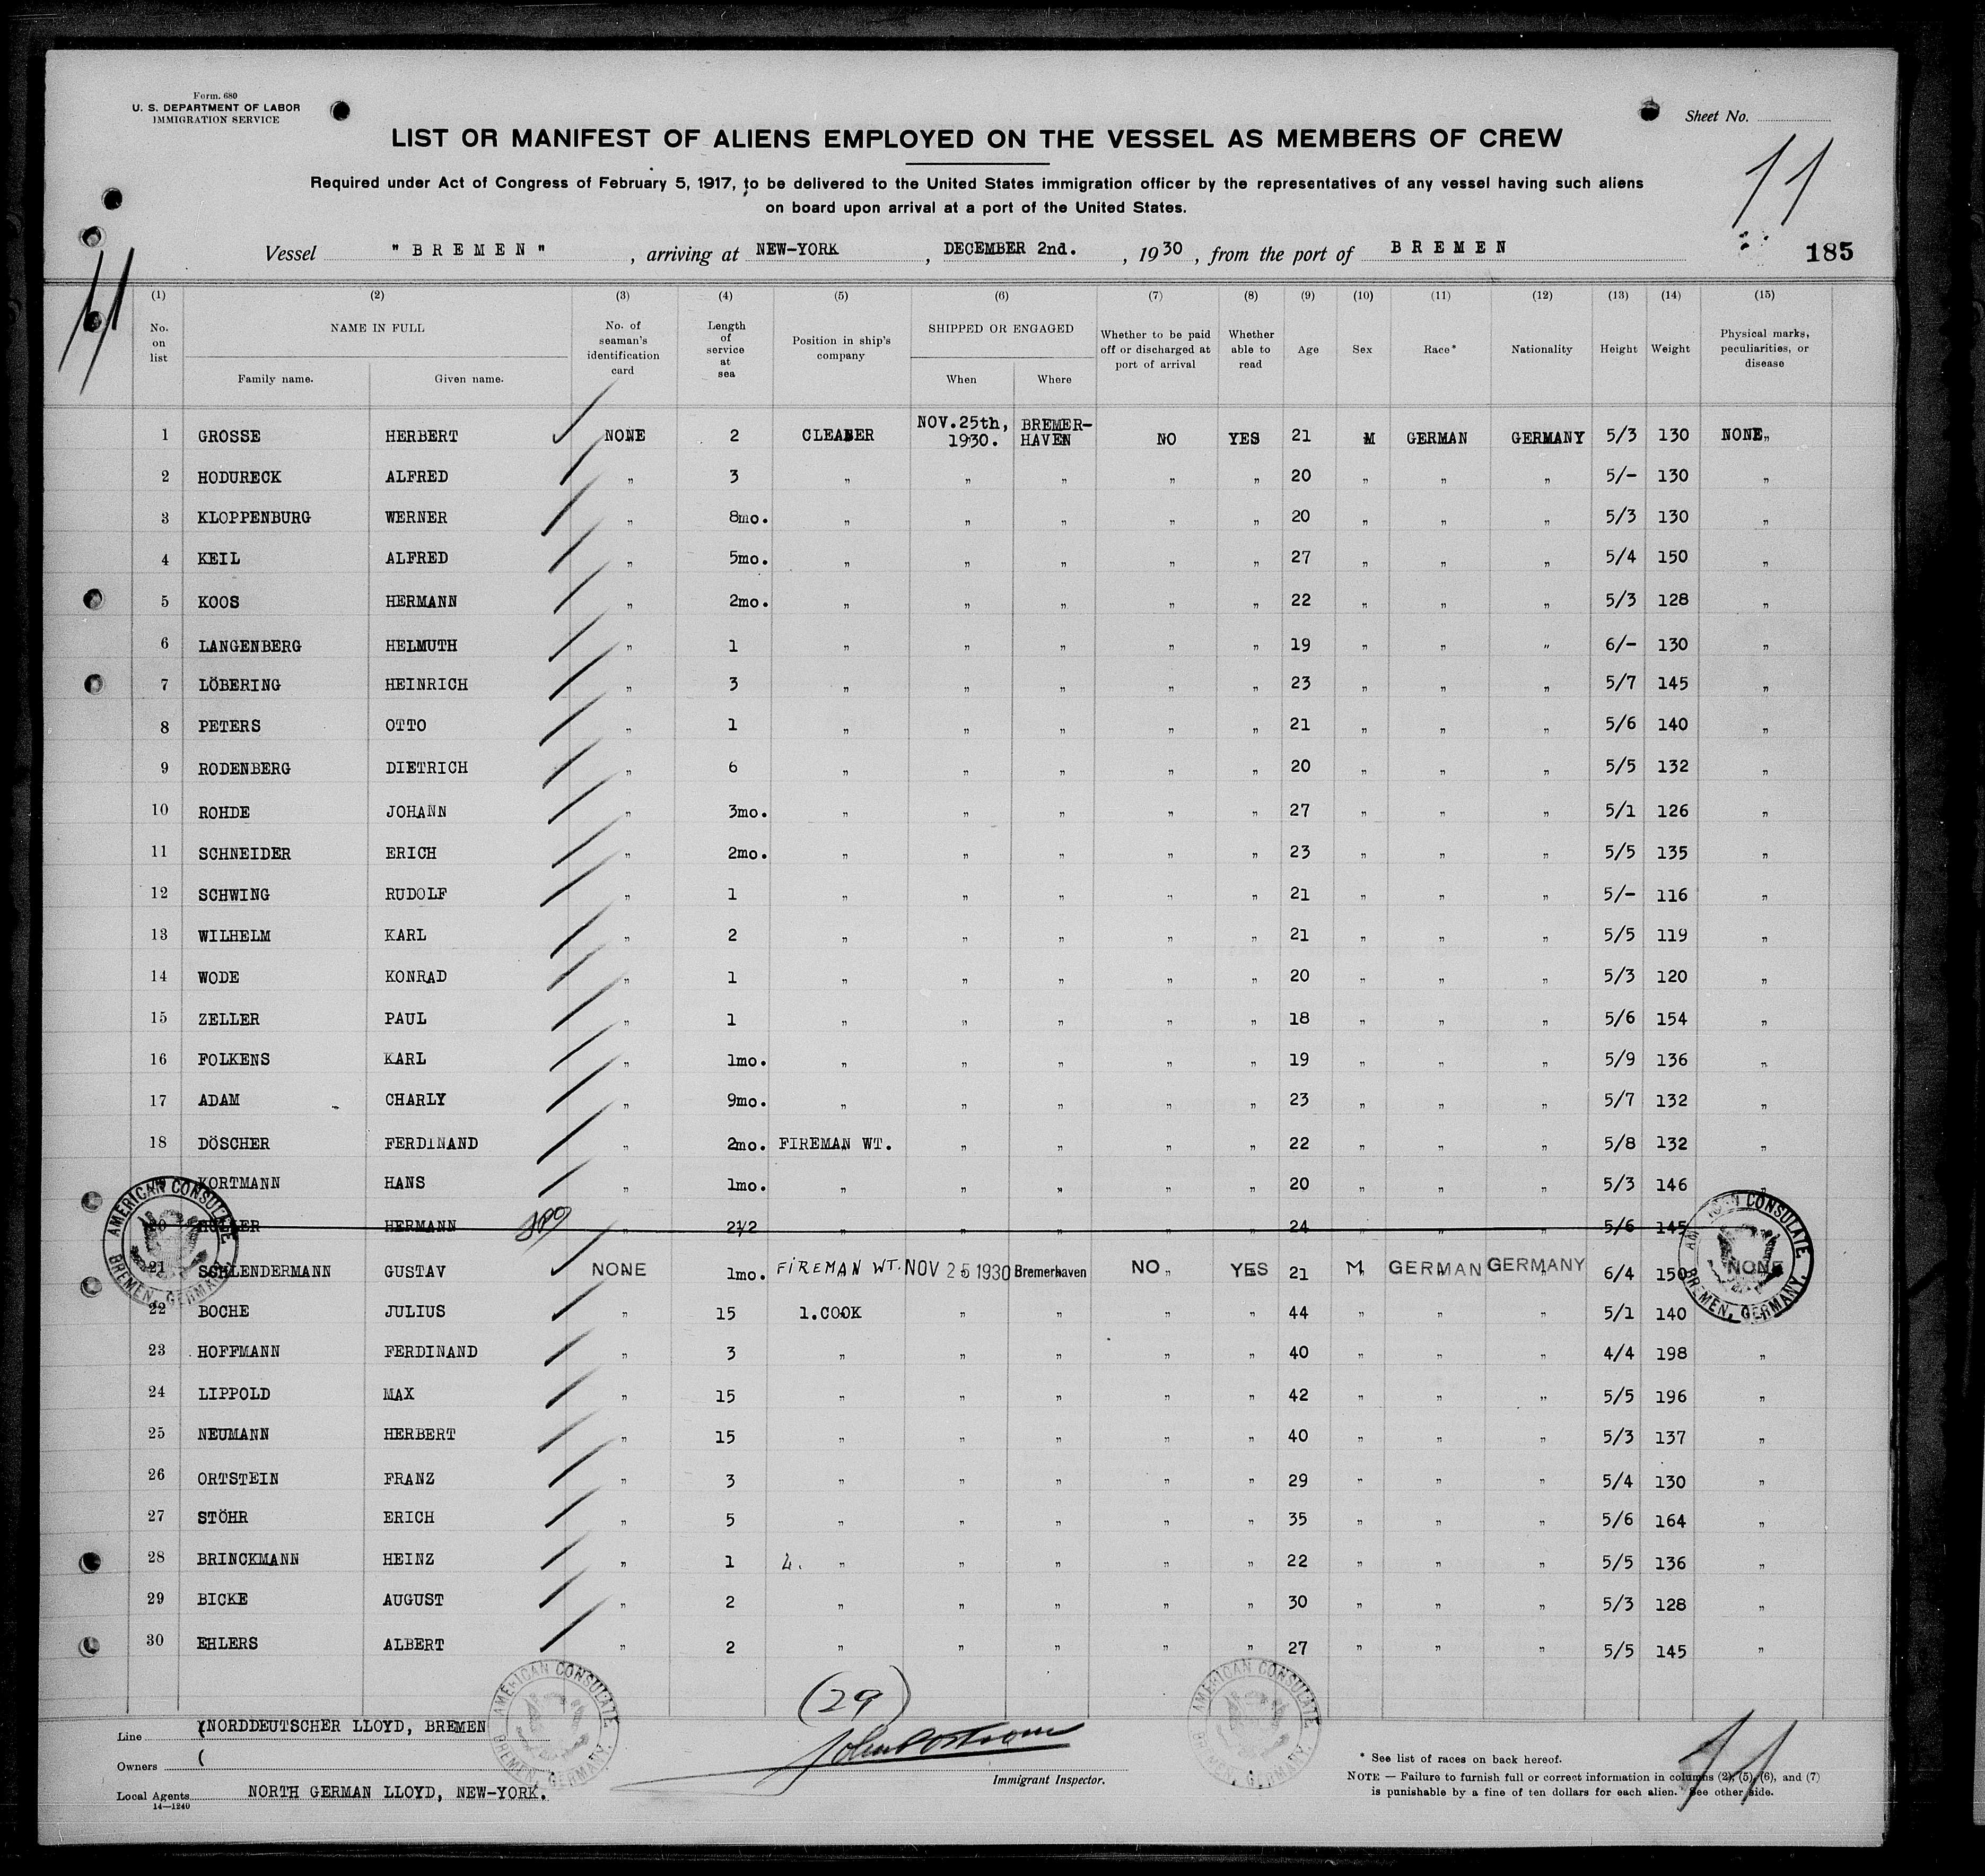 Form. 680
U. S. DEPARTMENT OF LABOR
IMMIGRATION SERVICE
Sheet No.
11
LIST OR MANIFEST OF ALIENS EMPLOYED ON THE VESSEL AS MEMBERS OF CREW
Required under Act of Congress of February 5, 1917, to be delivered to the United States immigration officer by the representatives of any vessel having such aliens
on board upon arrival at a port of the United States.
Vessel "BREMEN", arriving at NEW-YORK, DECEMBER 2nd., 1930, from the port of BREMEN
185
11
(1) (2) (3) (4) (5) (6) (7) (8) (9) (10) (11) (12) (13) (14) (15)
No. on list NAME IN FULL Family name. Given name. No. of seaman's identification card Length of service at sea Position in ship's company SHIPPED OR ENGAGED When Where Whether to be paid off or discharged at port of arrival Whether able to read Age Sex Race* Nationality Height Weight Physical marks, peculiarities, or disease
1 GROSSE HERBERT NONE 2 CLEANER NOV.25th, 1930. BREMER-HAVEN NO YES 21 M GERMAN GERMANY 5/3 130 NONE„
2 HODURECK ALFRED „ 3 „ „ „ „ „ 20 „ „ „ 5/- 130 „
3 KLOPPENBURG WERNER „ 8mo. „ „ „ „ „ 20 „ „ „ 5/3 130 „
4 KEIL ALFRED „ 5mo. „ „ „ „ „ 27 „ „ „ 5/4 150 „
5 KOOS HERMANN „ 2mo. „ „ „ „ „ 22 „ „ „ 5/3 128 „
6 LANGENBERG HELMUTH „ 1 „ „ „ „ „ 19 „ „ „ 6/- 130 „
7 LÖBERING HEINRICH „ 3 „ „ „ „ „ 23 „ „ „ 5/7 145 „
8 PETERS OTTO „ 1 „ „ „ „ „ 21 „ „ „ 5/6 140 „
9 RODENBERG DIETRICH „ 6 „ „ „ „ „ 20 „ „ „ 5/5 132 „
10 ROHDE JOHANN „ 3mo. „ „ „ „ „ 27 „ „ „ 5/1 126 „
11 SCHNEIDER ERICH „ 2mo. „ „ „ „ „ 23 „ „ „ 5/5 135 „
12 SCHWING RUDOLF „ 1 „ „ „ „ „ 21 „ „ „ 5/- 116 „
13 WILHELM KARL „ 2 „ „ „ „ „ 21 „ „ „ 5/5 119 „
14 WODE KONRAD „ 1 „ „ „ „ „ 20 „ „ „ 5/3 120 „
15 ZELLER PAUL „ 1 „ „ „ „ „ 18 „ „ „ 5/6 154 „
16 FOLKENS KARL „ 1mo. „ „ „ „ „ 19 „ „ „ 5/9 136 „
17 ADAM CHARLY „ 9mo. „ „ „ „ „ 23 „ „ „ 5/7 132 „
18 DÖSCHER FERDINAND „ 2mo. FIREMAN WT. „ „ „ „ 22 „ „ „ 5/8 132 „
KORTMANN HANS „ 1mo. „ „ „ „ „ 20 „ „ „ 5/3 146
20 HERMANN „ 2½ „ „ „ „ „ 24 „ „ „ 5/6 145
21 SCHLENDERMANN GUSTAV NONE 1mo. FIREMAN WT. NOV 25 1930 Bremerhaven NO „ YES 21 M GERMAN GERMANY 6/4 150 NONE
22 BOCHE JULIUS „ 15 1.COOK „ „ „ „ 44 „ „ „ 5/1 140
23 HOFFMANN FERDINAND „ 3 „ „ „ „ „ 40 „ „ „ 4/4 198 „
24 LIPPOLD MAX „ 15 „ „ „ „ „ 42 „ „ „ 5/5 196 „
25 NEUMANN HERBERT „ 15 „ „ „ „ „ 40 „ „ „ 5/3 137 „
26 ORTSTEIN FRANZ „ 3 „ „ „ „ „ 29 „ „ „ 5/4 130 „
27 STÖHR ERICH „ 5 „ „ „ „ „ 35 „ „ „ 5/6 164 „
28 BRINCKMANN HEINZ „ 1 2. „ „ „ „ „ 22 „ „ „ 5/5 136 „
29 BICKE AUGUST „ 2 „ „ „ „ „ 30 „ „ „ 5/3 128 „
30 EHLERS ALBERT „ 2 „ „ „ „ „ 27 „ „ „ 5/5 145 „
AMERICAN CONSULATE BREMEN, GERMANY.
AMERICAN CONSULATE BREMEN, GERMANY.
AMERICAN CONSULATE BREMEN, GERMANY.
AMERICAN CONSULATE BREMEN, GERMANY.
(29)
Line (NORDDEUTSCHER LLOYD, BREMEN
Owners (
Local Agents NORTH GERMAN LLOYD, NEW-YORK.
14—1240
Immigrant Inspector.
* See list of races on back hereof.
NOTE — Failure to furnish full or correct information in columns (2), (5), (6), and (7)
is punishable by a fine of ten dollars for each alien. See other side.
11